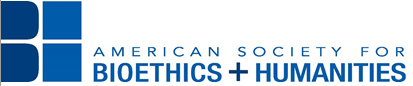 AMERICAN SOCIETY FOR
BIOETHICS + HUMANITIES